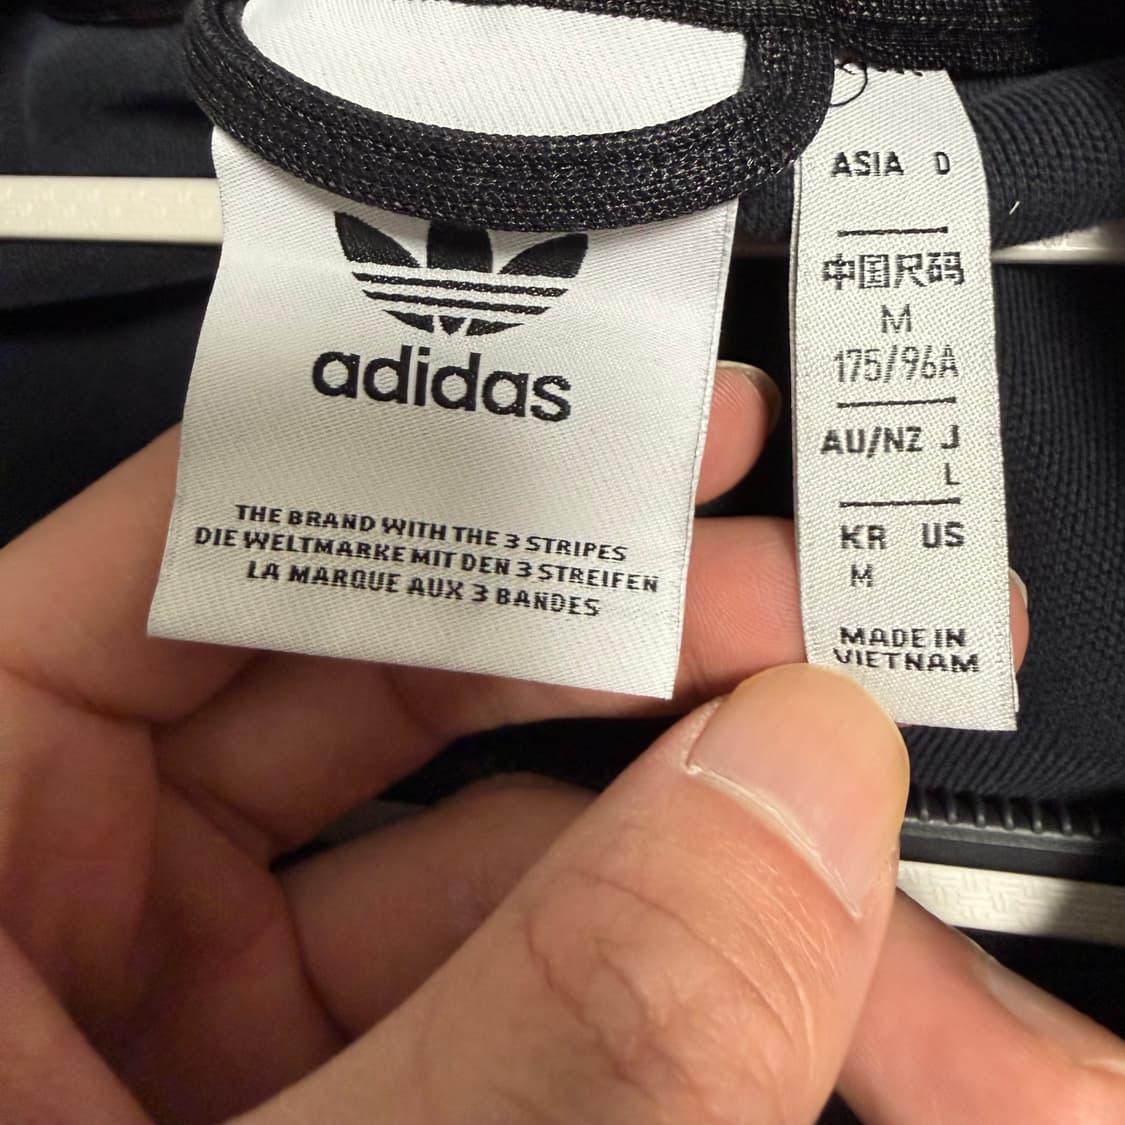 adidas
THE BRAND WITH THE 3 STRIPES
DIE WELTMARKE MIT DEN 3 STREIFEN
LA MARQUE AUX 3 BANDES
ASIA D
中国尺码
M
175/96A
AU/NZ J
L
KR US
M
MADE IN
VIETNAM